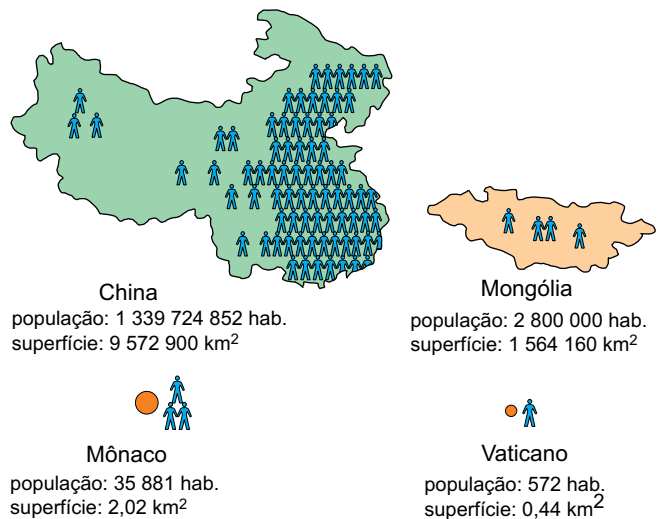 China
população: 1 339 724 852 hab.
superfície: 9 572 900 km²
Mongólia
população: 2 800 000 hab.
superfície: 1 564 160 km²
Mônaco
população: 35 881 hab.
superfície: 2,02 km²
Vaticano
população: 572 hab.
superfície: 0,44 km²